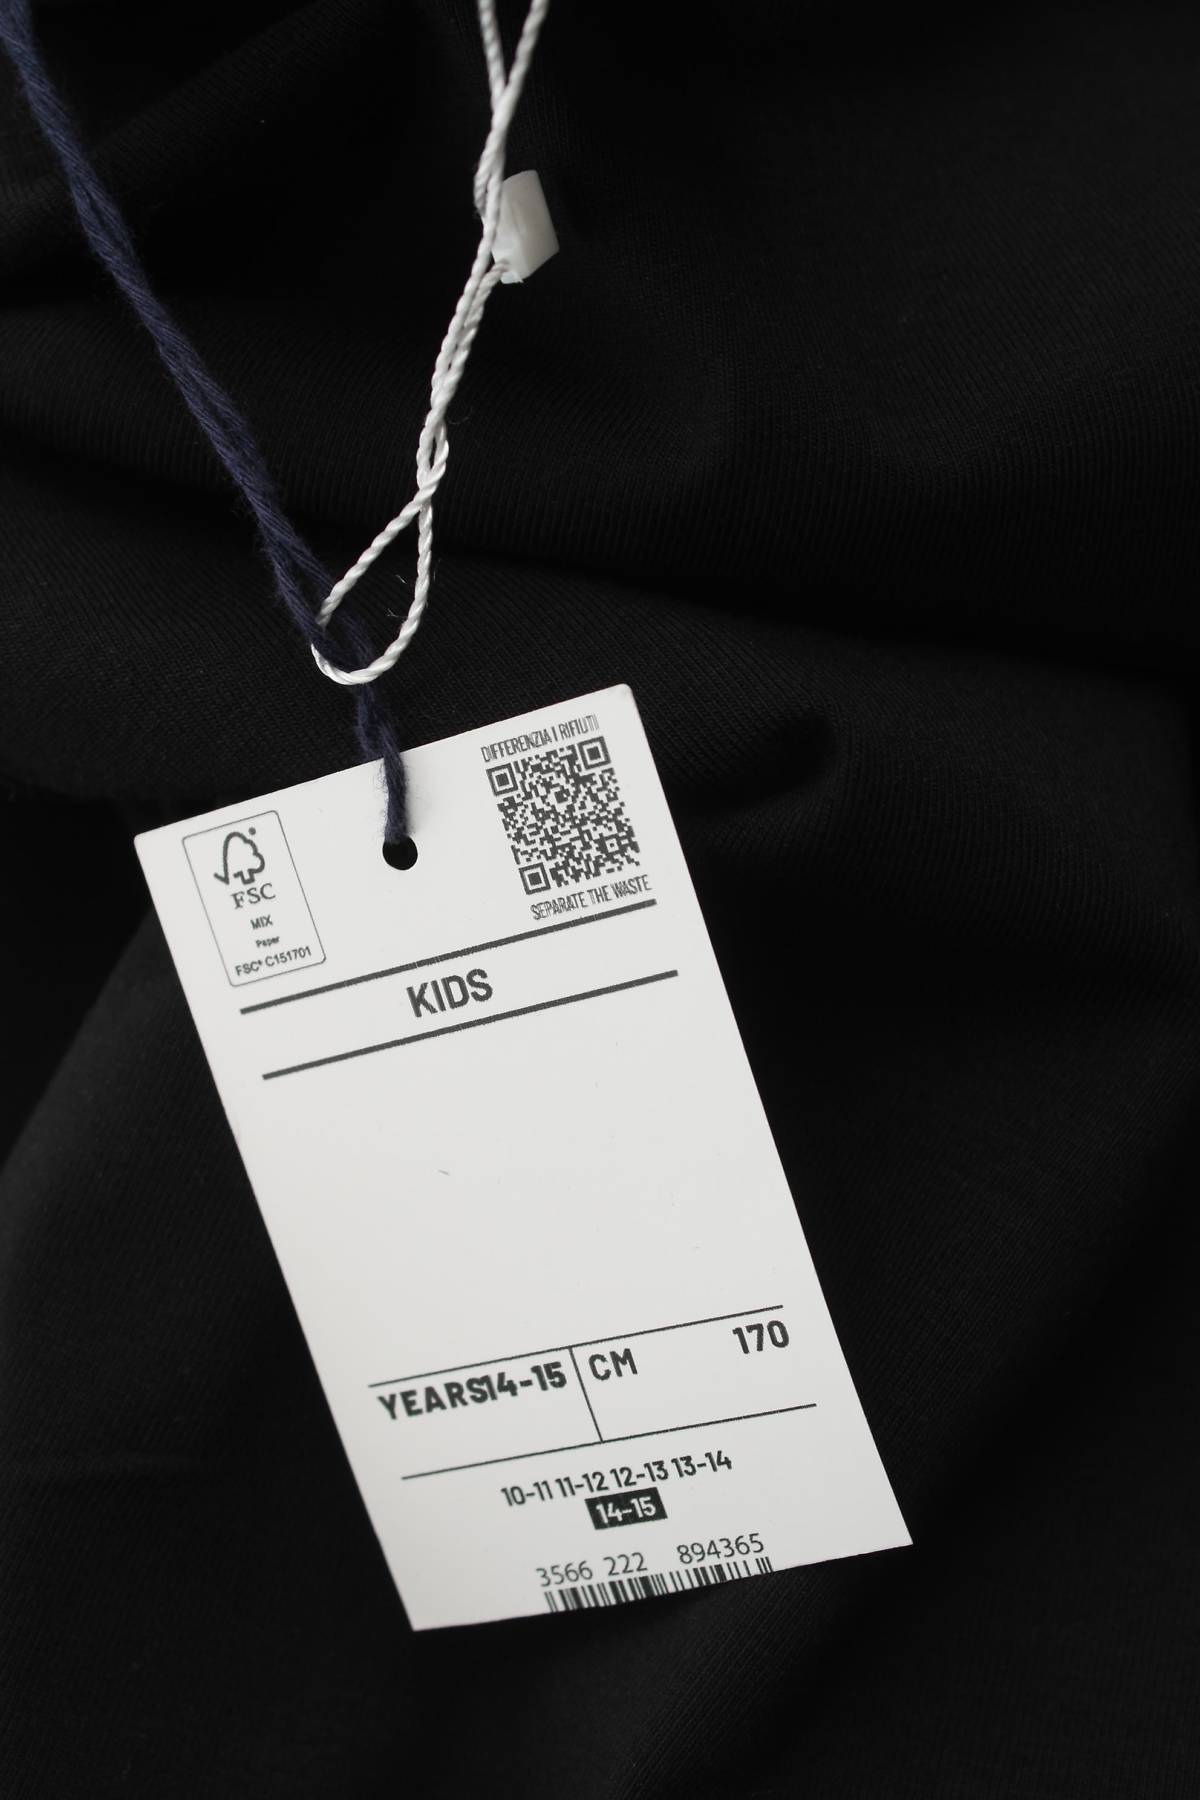 DIFFERENZIA I RIFIUTI
FSC
MIX
Paper
FSC® C151701
SEPARATE THE WASTE
KIDS
YEARS14-15
CM 170
10-11 11-12 12-13 13-14
14-15
3566 222 894365